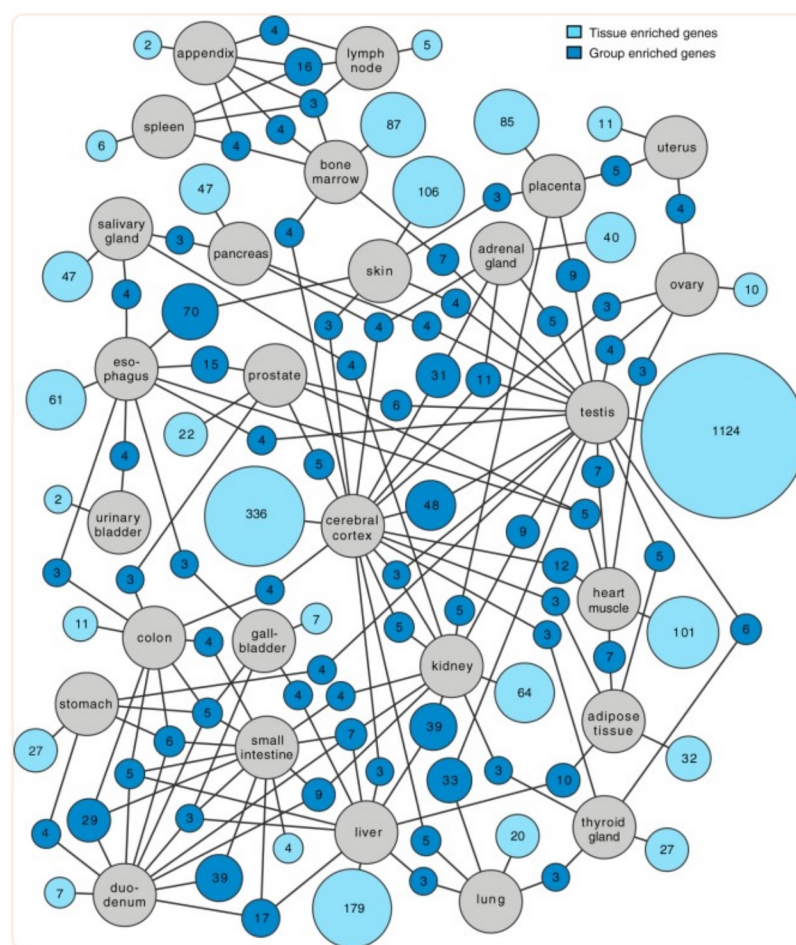 Tissue enriched genes
Group enriched genes
2
appendix
4
lymph
node
5
16
3
spleen
6
4
4
bone
marrow
87
85
11
uterus
placenta
5
3
4
106
47
salivary
gland
3
pancreas
4
skin
7
adrenal
gland
40
9
ovary
10
47
4
70
3
4
4
4
5
3
4
3
eso-
phagus
15
prostate
4
31
11
61
22
4
6
testis
1124
4
5
7
2
urinary
bladder
336
cerebral
cortex
48
5
9
5
3
3
3
4
3
12
3
heart
muscle
11
colon
4
gall-
bladder
7
5
5
3
6
101
kidney
7
stomach
4
4
4
64
5
6
small
intestine
7
39
adipose
tissue
27
5
3
33
3
10
32
9
29
3
4
liver
5
20
thyroid
gland
27
4
39
7
duo-
denum
17
179
3
lung
3